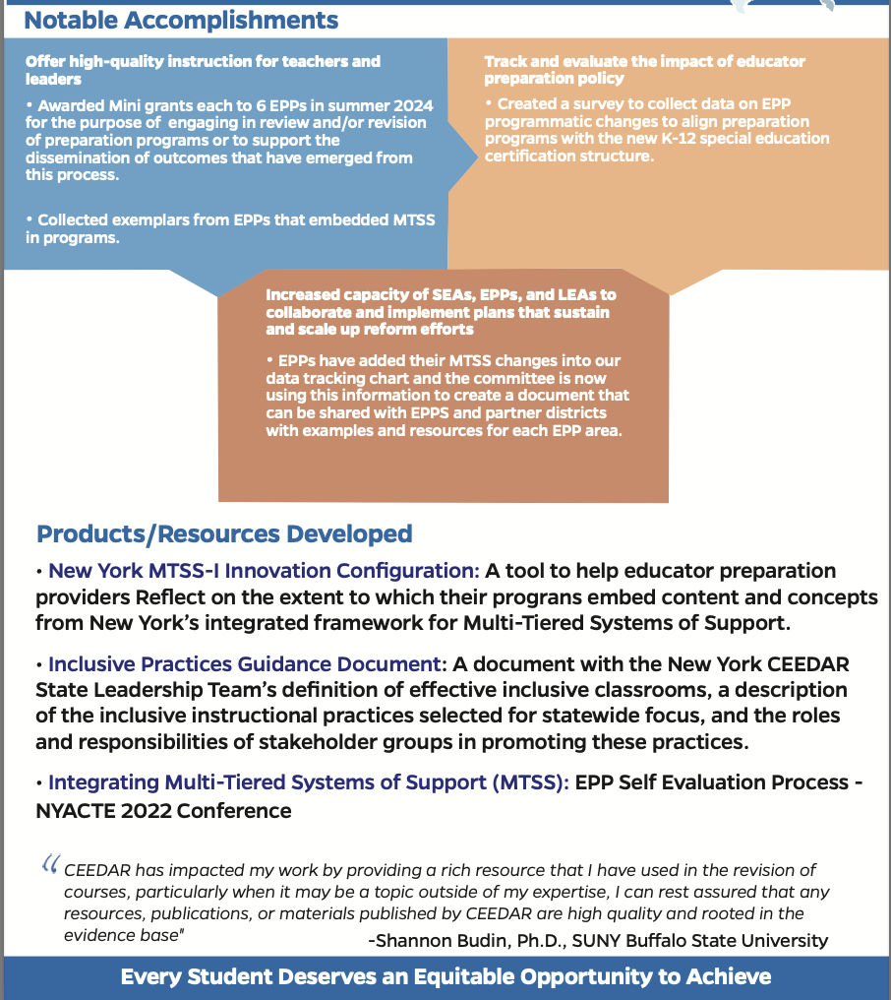 Notable Accomplishments
Offer high-quality instruction for teachers and
leaders
• Awarded Mini grants each to 6 EPPs in summer 2024
for the purpose of  engaging in review and/or revision
of preparation programs or to support the
dissemination of outcomes that have emerged from
this process.
• Collected exemplars from EPPs that embedded MTSS
in programs.
Track and evaluate the impact of educator
preparation policy
• Created a survey to collect data on EPP
programmatic changes to align preparation
programs with the new K-12 special education
certification structure.
Increased capacity of SEAs, EPPs, and LEAs to
collaborate and implement plans that sustain
and scale up reform efforts
• EPPs have added their MTSS changes into our
data tracking chart and the committee is now
using this information to create a document that
can be shared with EPPS and partner districts
with examples and resources for each EPP area.
Products/Resources Developed
• New York MTSS-I Innovation Configuration: A tool to help educator preparation
providers Reflect on the extent to which their prograns embed content and concepts
from New York's integrated framework for Multi-Tiered Systems of Support.
• Inclusive Practices Guidance Document: A document with the New York CEEDAR
State Leadership Team's definition of effective inclusive classrooms, a description
of the inclusive instructional practices selected for statewide focus, and the roles
and responsibilities of stakeholder groups in promoting these practices.
• Integrating Multi-Tiered Systems of Support (MTSS): EPP Self Evaluation Process -
NYACTE 2022 Conference
“ CEEDAR has impacted my work by providing a rich resource that I have used in the revision of
courses, particularly when it may be a topic outside of my expertise, I can rest assured that any
resources, publications, or materials published by CEEDAR are high quality and rooted in the
evidence base"
-Shannon Budin, Ph.D., SUNY Buffalo State University
Every Student Deserves an Equitable Opportunity to Achieve